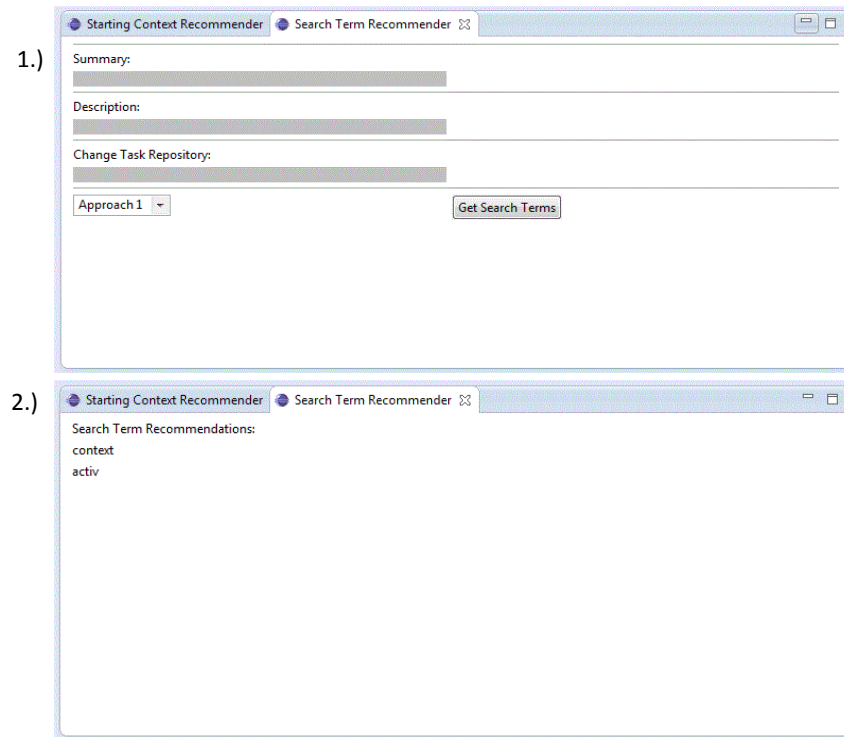 1.)
Starting Context Recommender Search Term Recommender
Summary:
Description:
Change Task Repository:
Approach 1 Get Search Terms
2.)
Starting Context Recommender Search Term Recommender
Search Term Recommendations:
context
activ